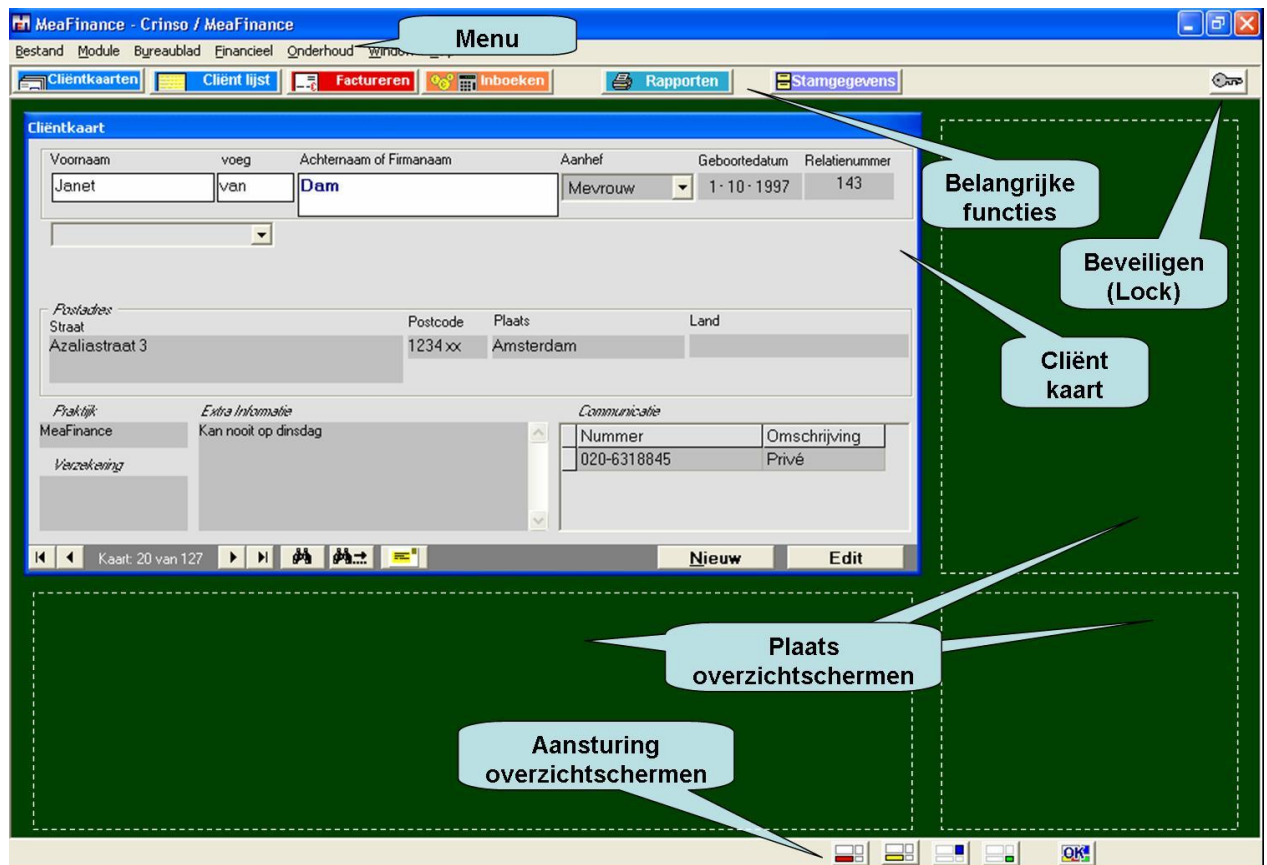 MeaFinance - Crinso / MeaFinance
Menu
Bestand Module Bureaublad Financieel Onderhoud
Cliëntkaarten Cliënt lijst Factureren Inboeken Rapporten Stamgegevens
Cliëntkaart
Voornaam voeg Achternaam of Firmanaam Aanhef Geboortedatum Relatienummer
Janet van Dam Mevrouw 1-10-1997 143
Belangrijke
functies
Beveiligen
(Lock)
Postadres
Straat Postcode Plaats Land
Azaliastraat 3 1234 xx Amsterdam
Cliënt
kaart
Praktijk Extra Informatie Communicatie
MeaFinance Kan nooit op dinsdag Nummer Omschrijving
Verzekering 020-6318845 Privé
Kaart: 20 van 127 Nieuw Edit
Plaats
overzichtschermen
Aansturing
overzichtschermen
OK